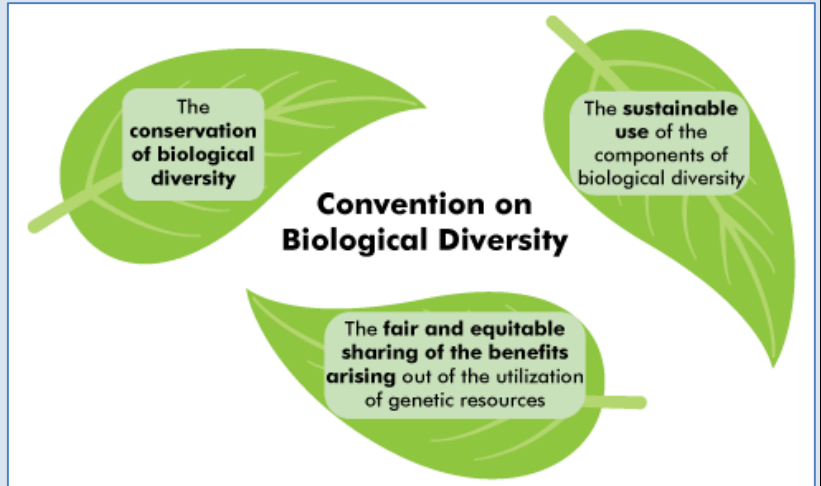 The
conservation
of biological
diversity
The sustainable
use of the
components of
biological diversity
Convention on
Biological Diversity
The fair and equitable
sharing of the benefits
arising out of the utilization
of genetic resources